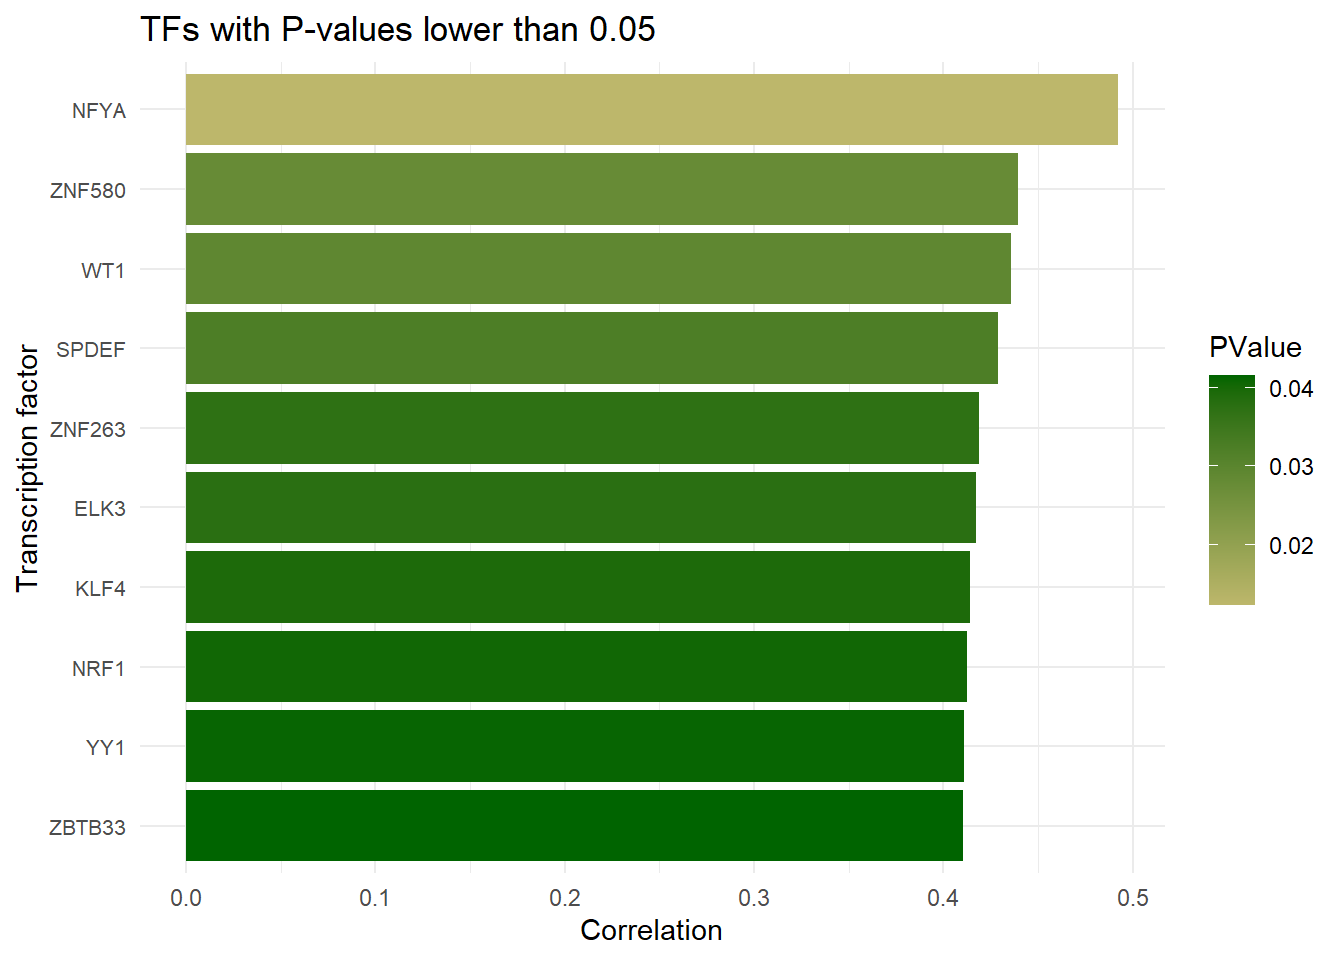 TFs with P-values lower than 0.05
NFYA
ZNF580
WT1
SPDEF
ZNF263
ELK3
KLF4
NRF1
YY1
ZBTB33
Transcription factor
0.0 0.1 0.2 0.3 0.4 0.5
Correlation
PValue
0.04
0.03
0.02